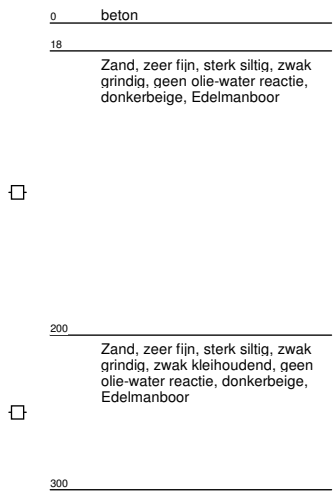 0 beton
18
Zand, zeer fijn, sterk siltig, zwak
grindig, geen olie-water reactie,
donkerbeige, Edelmanboor
200
Zand, zeer fijn, sterk siltig, zwak
grindig, zwak kleihoudend, geen
olie-water reactie, donkerbeige,
Edelmanboor
300